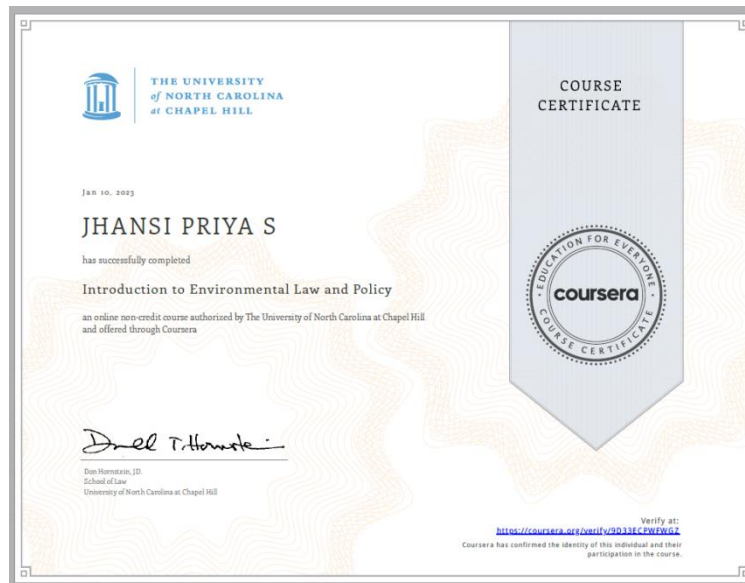 THE UNIVERSITY
of NORTH CAROLINA
at CHAPEL HILL
COURSE
CERTIFICATE
Jan 10, 2023
JHANSI PRIYA S
has successfully completed
Introduction to Environmental Law and Policy
an online non-credit course authorized by The University of North Carolina at Chapel Hill
and offered through Coursera
EDUCATION FOR EVERYONE
coursera
COURSE CERTIFICATE
Don Hornstein, J.D.
School of Law
University of North Carolina at Chapel Hill
Verify at:
https://coursera.org/verify/9D33ECPWFWGZ
Coursera has confirmed the identity of this individual and their
participation in the course.